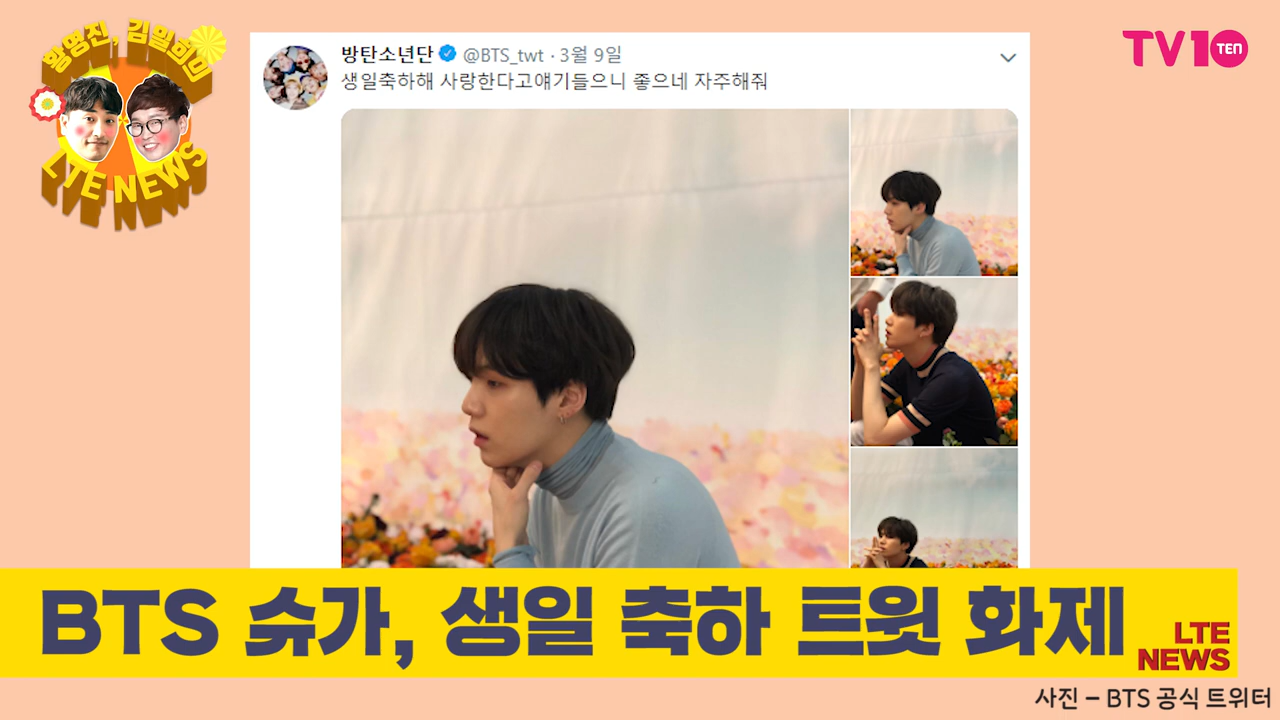 황영진, 김일희의
LTE NEWS
TV10
TEN
방탄소년단 @BTS_twt · 3월 9일
생일축하해 사랑한다고얘기들으니 좋으네 자주해줘
BTS 슈가, 생일 축하 트윗 화제
LTE
NEWS
사진 – BTS 공식 트위터